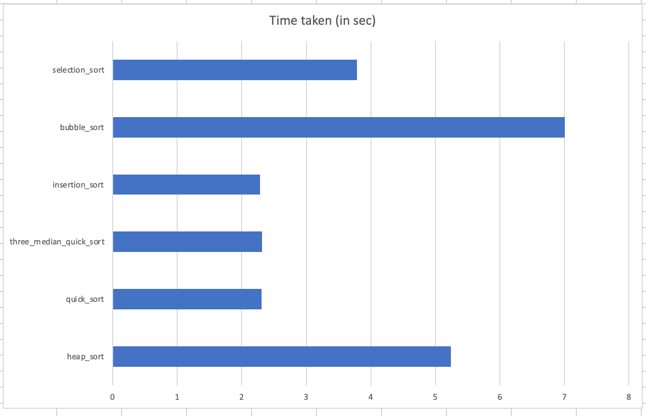 Time taken (in sec)
selection_sort
bubble_sort
insertion_sort
three_median_quick_sort
quick_sort
heap_sort
0 1 2 3 4 5 6 7 8